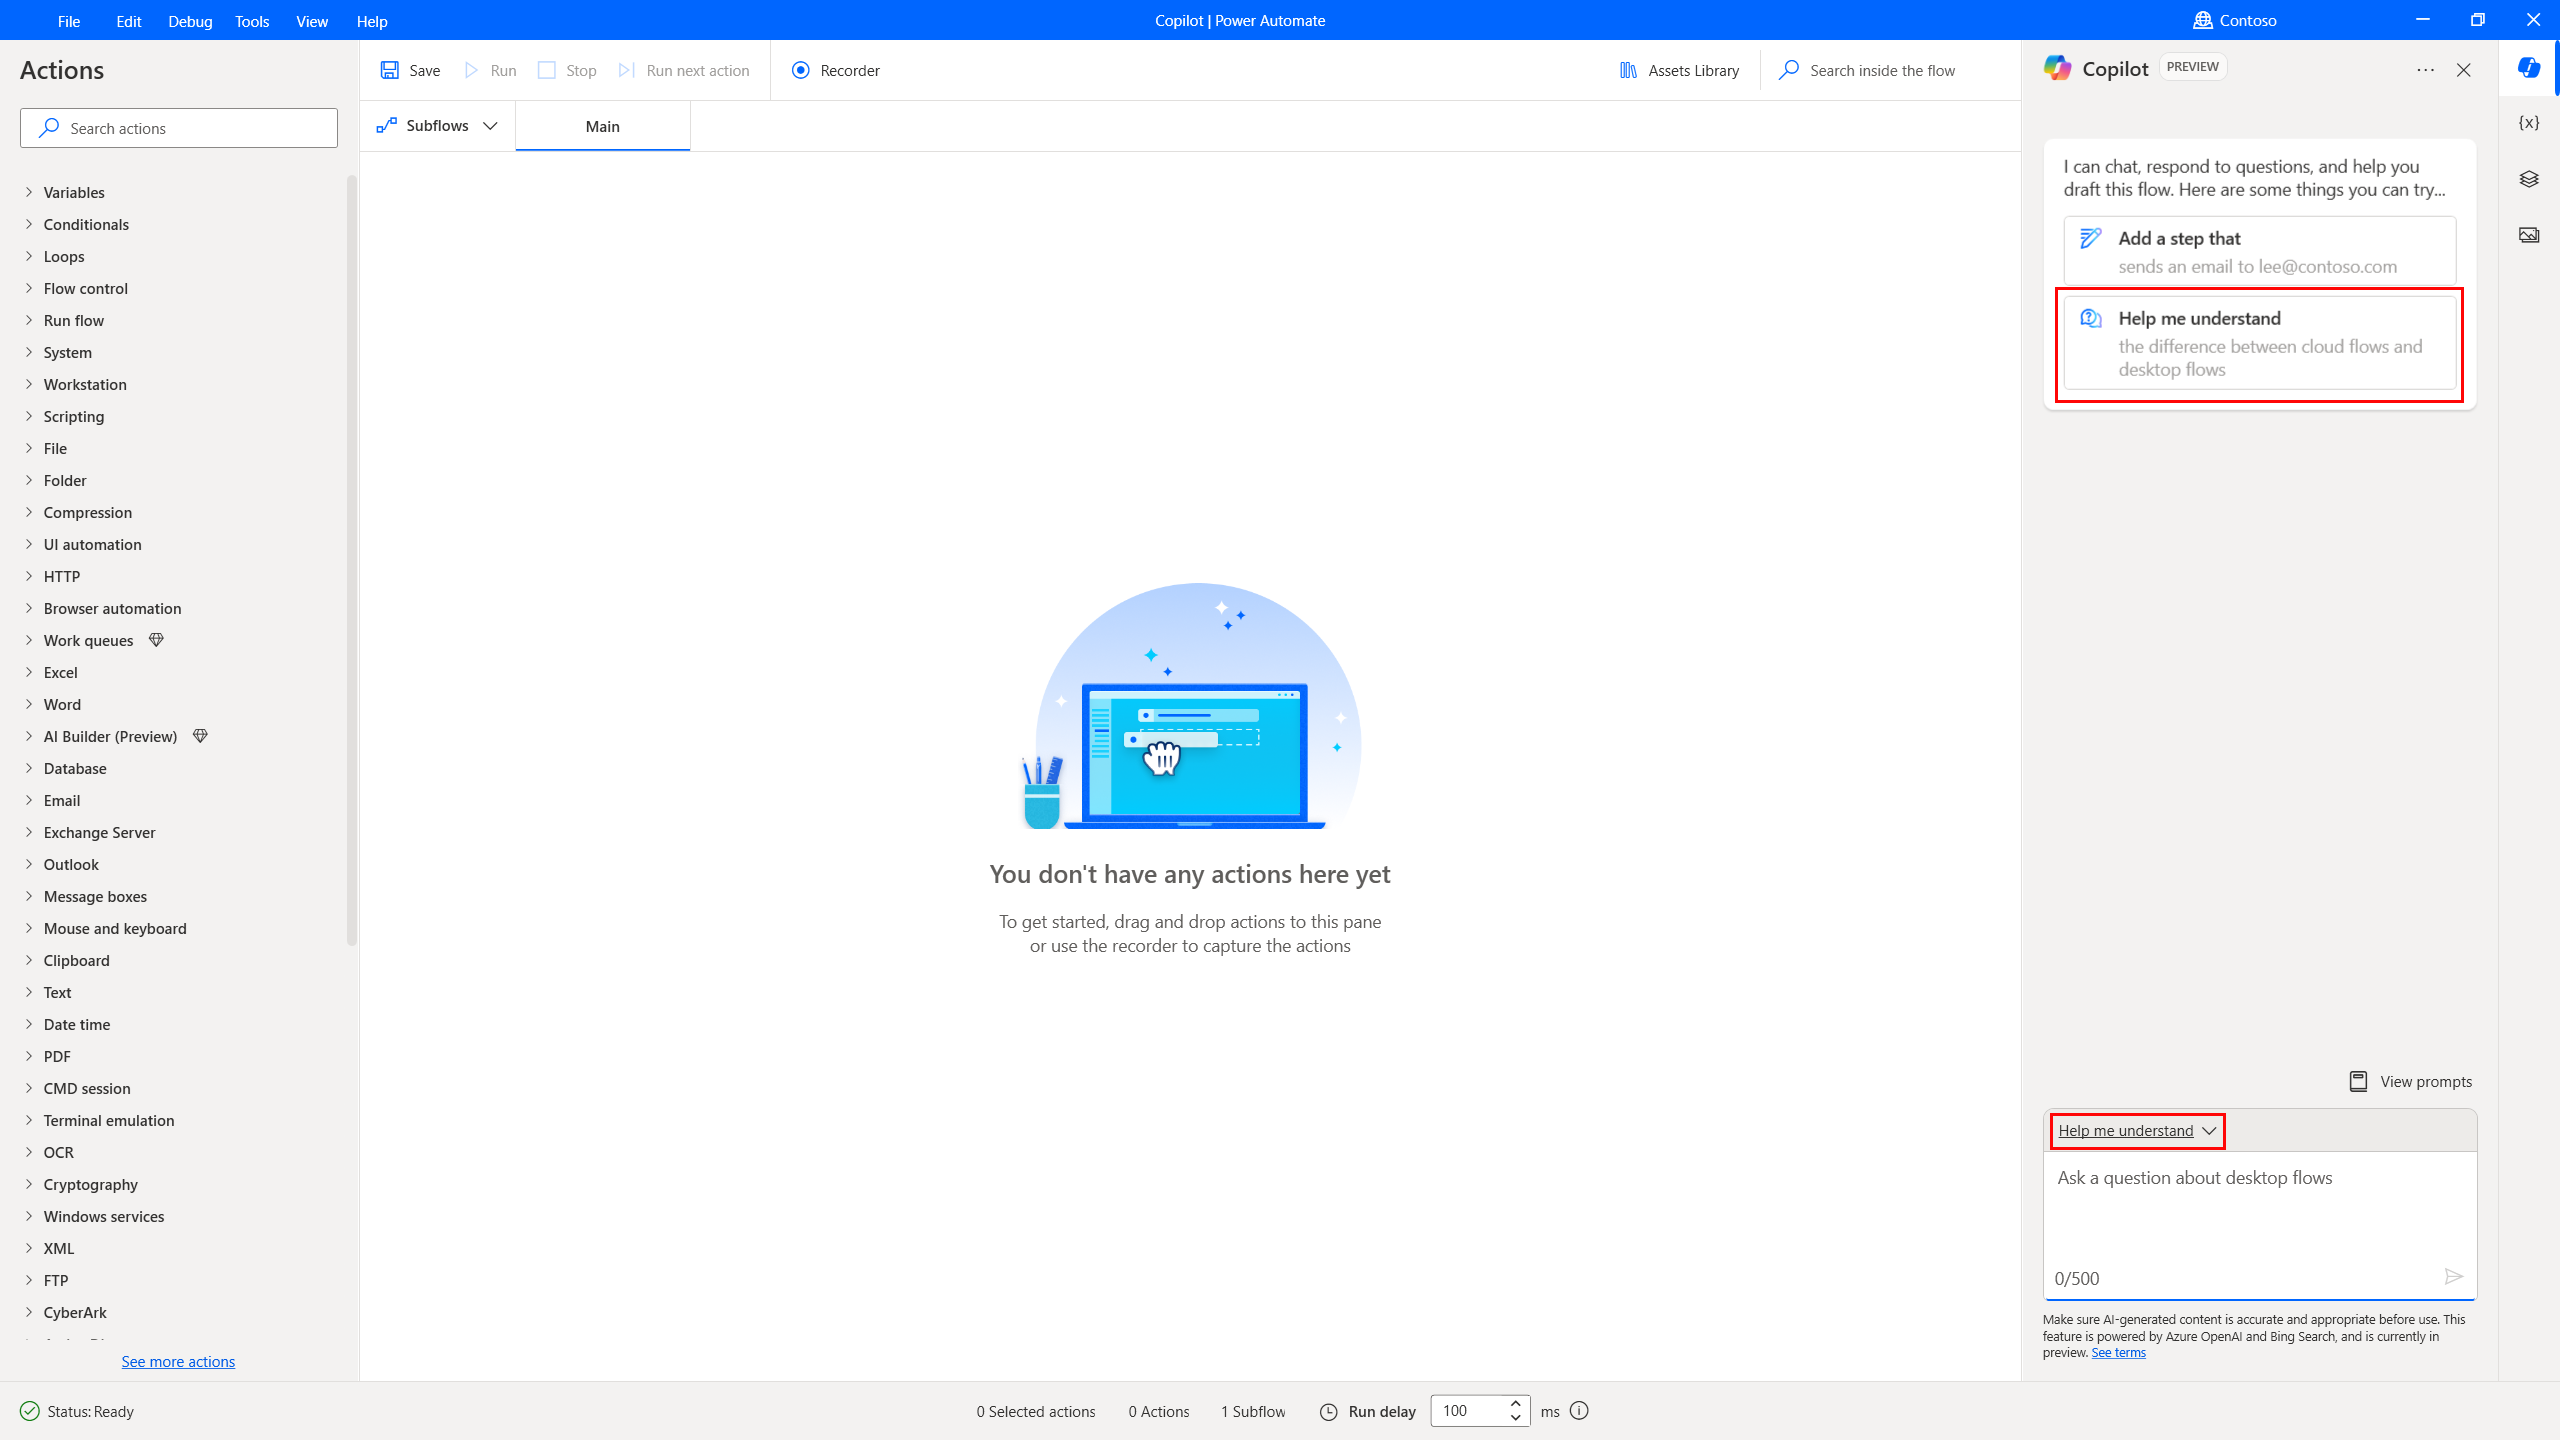 File Edit Debug Tools View Help
Copilot | Power Automate
Contoso
Actions
Search actions
Variables
Conditionals
Loops
Flow control
Run flow
System
Workstation
Scripting
File
Folder
Compression
UI automation
HTTP
Browser automation
Work queues
Excel
Word
AI Builder (Preview)
Database
Email
Exchange Server
Outlook
Message boxes
Mouse and keyboard
Clipboard
Text
Date time
PDF
CMD session
Terminal emulation
OCR
Cryptography
Windows services
XML
FTP
CyberArk
See more actions
Save Run Stop Run next action Recorder
Assets Library Search inside the flow
Subflows Main
You don't have any actions here yet
To get started, drag and drop actions to this pane
or use the recorder to capture the actions
Copilot PREVIEW
I can chat, respond to questions, and help you
draft this flow. Here are some things you can try...
Add a step that
sends an email to lee@contoso.com
Help me understand
the difference between cloud flows and
desktop flows
{x}
View prompts
Help me understand
Ask a question about desktop flows
0/500
Make sure AI-generated content is accurate and appropriate before use. This
feature is powered by Azure OpenAI and Bing Search, and is currently in
preview. See terms
Status: Ready
0 Selected actions 0 Actions 1 Subflow Run delay 100 ms